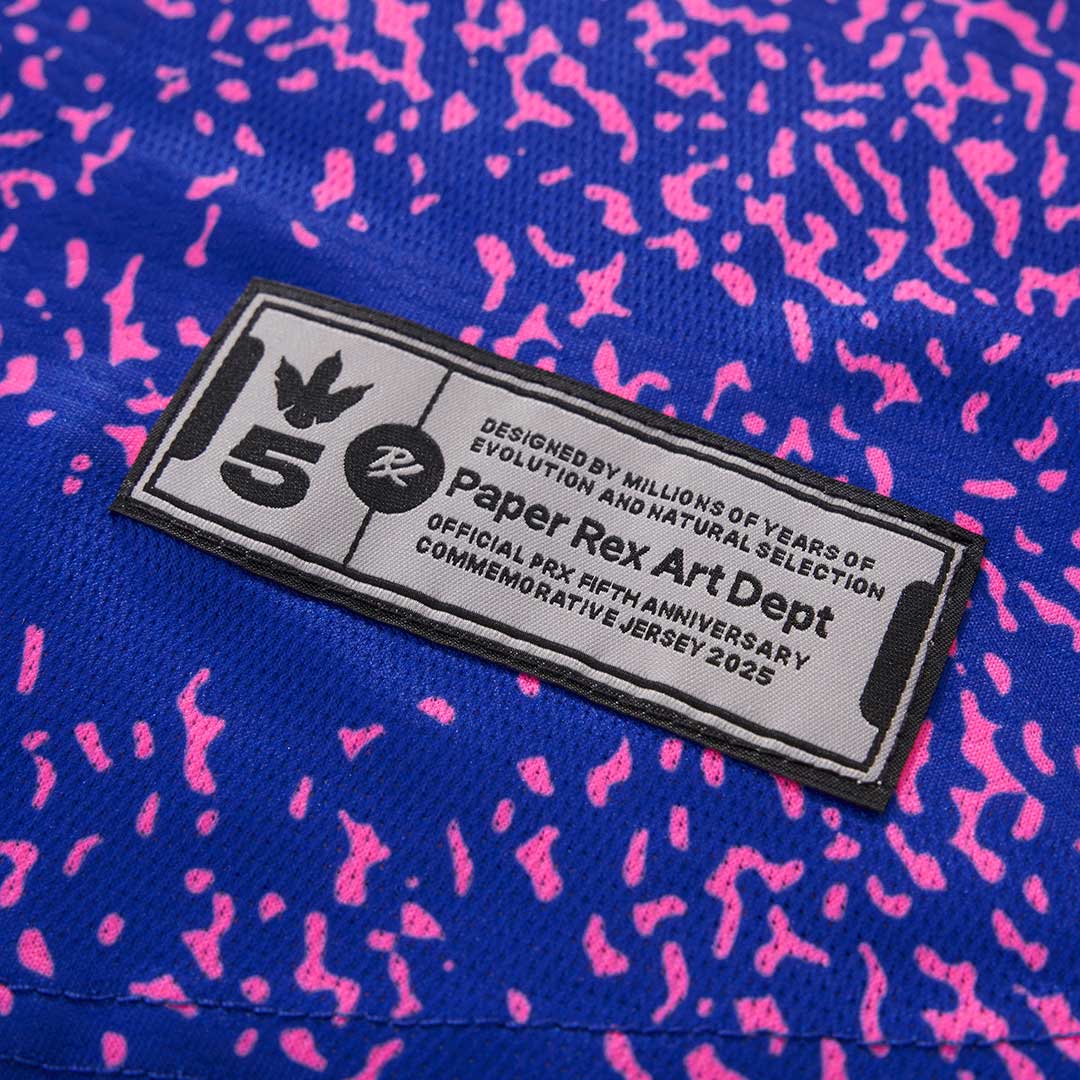 5
DESIGNED BY MILLIONS OF YEARS OF
EVOLUTION AND NATURAL SELECTION
Paper Rex Art Dept
OFFICIAL PRX FIFTH ANNIVERSARY
COMMEMORATIVE JERSEY 2025